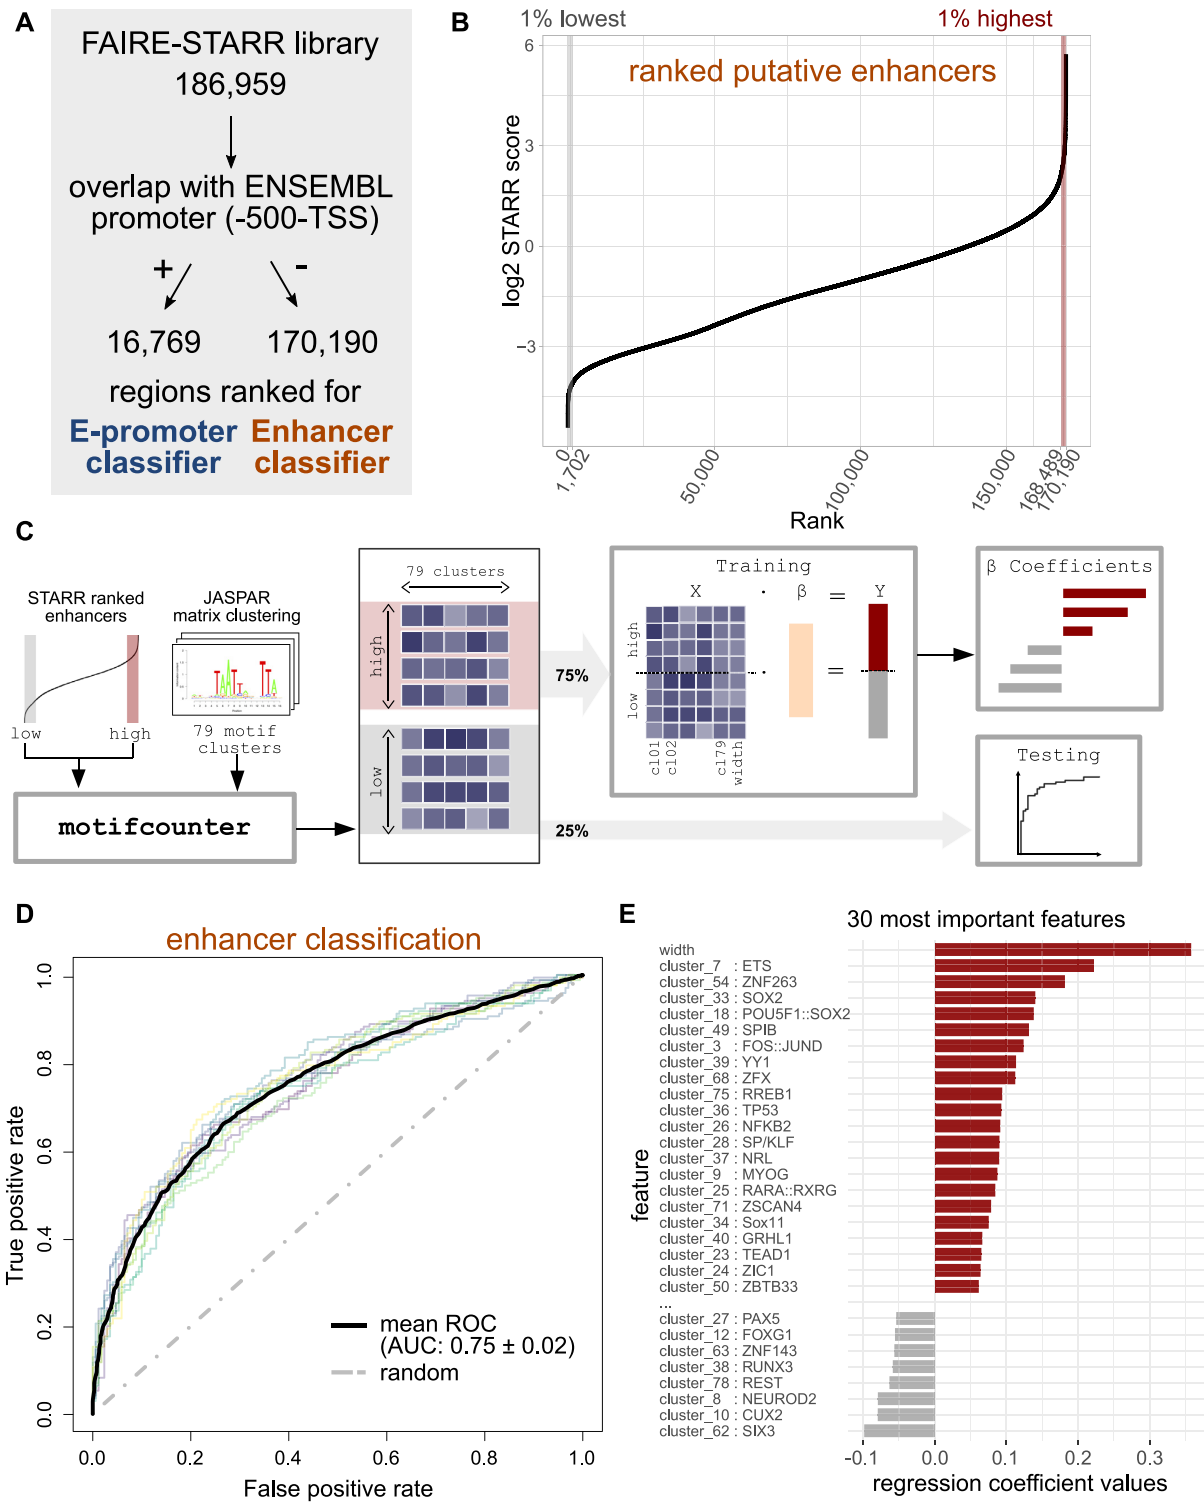 A
FAIRE-STARR library
186,959
overlap with ENSEMBL
promoter (-500-TSS)
+
-
16,769
170,190
regions ranked for
E-promoter
classifier
Enhancer
classifier
B
1% lowest
1% highest
ranked putative enhancers
log2 STARR score
6
3
0
−3
0
1,702
50,000
100,000
150,000
168,489
170,190
Rank
C
STARR ranked
enhancers
low
high
JASPAR
matrix clustering
79 motif
clusters
motifcounter
79 clusters
high
low
75%
25%
Training
X
·
β
=
Y
high
low
·
=
cl01
cl02
cl79
width
β Coefficients
Testing
D
enhancer classification
True positive rate
0.0
0.2
0.4
0.6
0.8
1.0
mean ROC
(AUC: 0.75 ± 0.02)
random
0.0
0.2
0.4
0.6
0.8
1.0
False positive rate
E
30 most important features
feature
width
cluster_7 : ETS
cluster_54 : ZNF263
cluster_33 : SOX2
cluster_18 : POU5F1::SOX2
cluster_49 : SPIB
cluster_3 : FOS::JUND
cluster_39 : YY1
cluster_68 : ZFX
cluster_75 : RREB1
cluster_36 : TP53
cluster_26 : NFKB2
cluster_28 : SP/KLF
cluster_37 : NRL
cluster_9 : MYOG
cluster_25 : RARA::RXRG
cluster_71 : ZSCAN4
cluster_34 : Sox11
cluster_40 : GRHL1
cluster_23 : TEAD1
cluster_24 : ZIC1
cluster_50 : ZBTB33
...
cluster_27 : PAX5
cluster_12 : FOXG1
cluster_63 : ZNF143
cluster_38 : RUNX3
cluster_78 : REST
cluster_8 : NEUROD2
cluster_10 : CUX2
cluster_62 : SIX3
-0.1
0.0
0.1
0.2
0.3
regression coefficient values